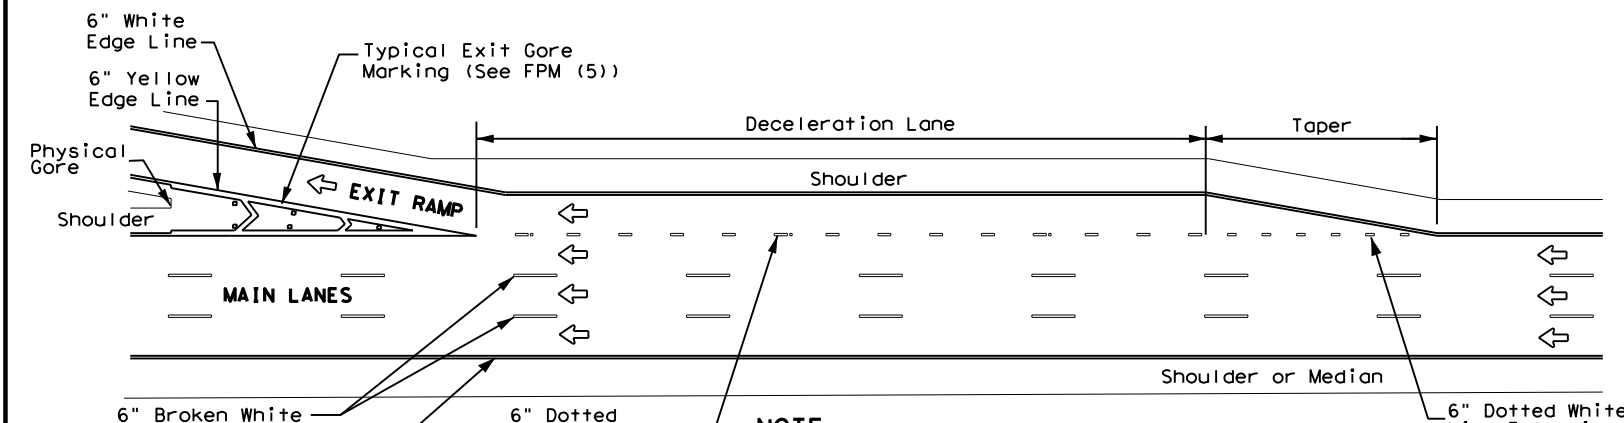 6" White
Edge Line
Typical Exit Gore
Marking (See FPM (5))
6" Yellow
Edge Line
Deceleration Lane
Taper
Physical
Gore
EXIT RAMP
Shoulder
Shoulder
MAIN LANES
Shoulder or Median
6" Broken White
6" Dotted
NOTE
6" Dotted White